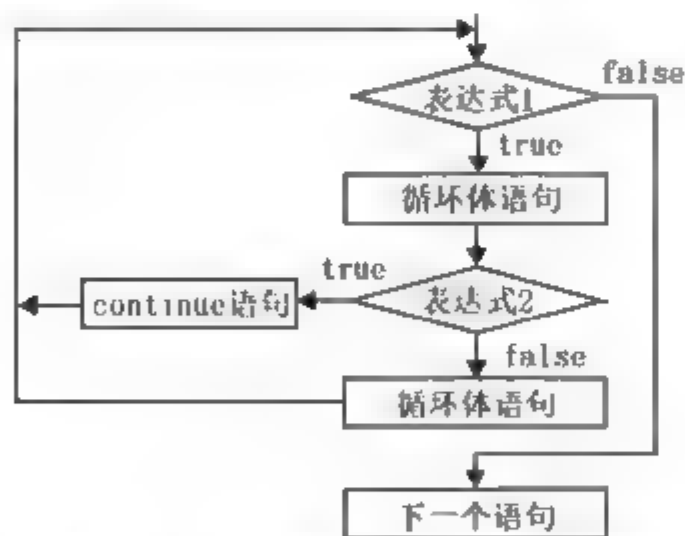 false
表达式1
true
循环体语句
true
continue语句
表达式2
false
循环体语句
下一个语句